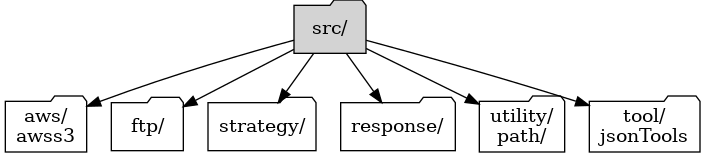 src/
aws/
awss3
ftp/
strategy/
response/
utility/
path/
tool/
jsonTools